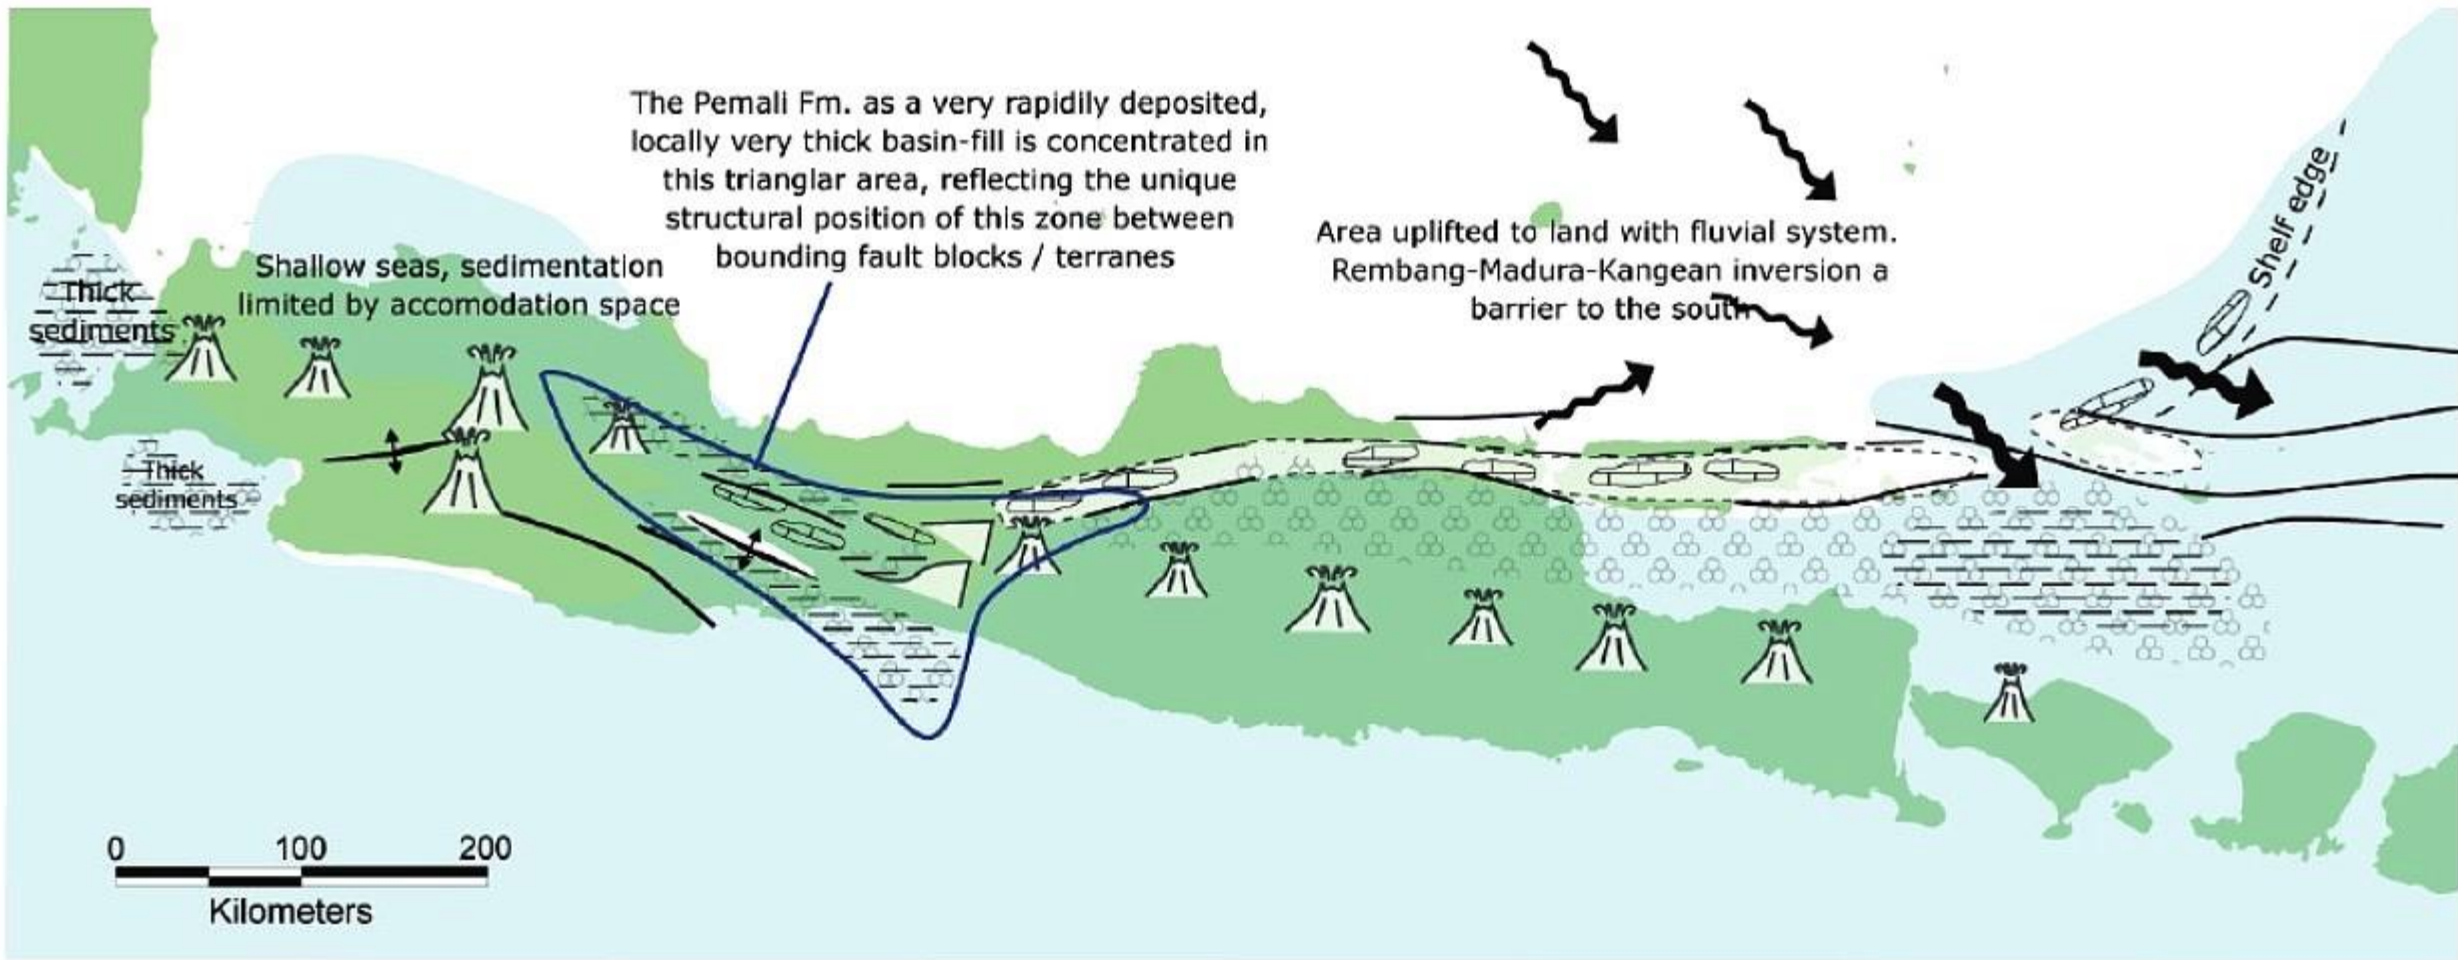 The Pemali Fm. as a very rapidily deposited,
locally very thick basin-fill is concentrated in
this trianglar area, reflecting the unique
structural position of this zone between
bounding fault blocks / terranes
Shallow seas, sedimentation
limited by accomodation space
Thick
sediments
Area uplifted to land with fluvial system.
Rembang-Madura-Kangean inversion a
barrier to the south
Shelf edge
Thick
sediments
0 100 200
Kilometers